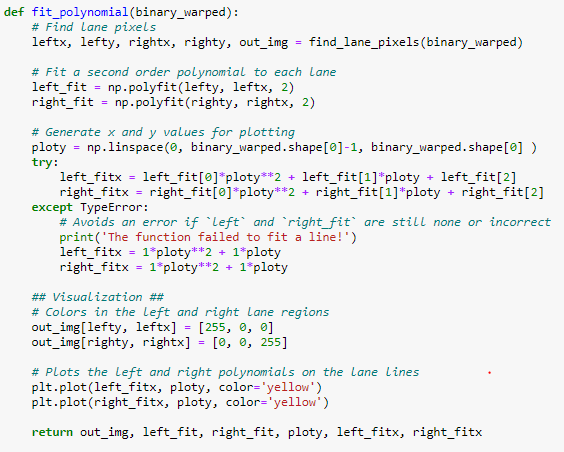 def fit_polynomial(binary_warped):
    # Find lane pixels
    leftx, lefty, rightx, righty, out_img = find_lane_pixels(binary_warped)

    # Fit a second order polynomial to each lane
    left_fit = np.polyfit(lefty, leftx, 2)
    right_fit = np.polyfit(righty, rightx, 2)

    # Generate x and y values for plotting
    ploty = np.linspace(0, binary_warped.shape[0]-1, binary_warped.shape[0] )
    try:
        left_fitx = left_fit[0]*ploty**2 + left_fit[1]*ploty + left_fit[2]
        right_fitx = right_fit[0]*ploty**2 + right_fit[1]*ploty + right_fit[2]
    except TypeError:
        # Avoids an error if `left` and `right_fit` are still none or incorrect
        print('The function failed to fit a line!')
        left_fitx = 1*ploty**2 + 1*ploty
        right_fitx = 1*ploty**2 + 1*ploty

    ## Visualization ##
    # Colors in the left and right lane regions
    out_img[lefty, leftx] = [255, 0, 0]
    out_img[righty, rightx] = [0, 0, 255]

    # Plots the left and right polynomials on the lane lines
    plt.plot(left_fitx, ploty, color='yellow')
    plt.plot(right_fitx, ploty, color='yellow')

    return out_img, left_fit, right_fit, ploty, left_fitx, right_fitx